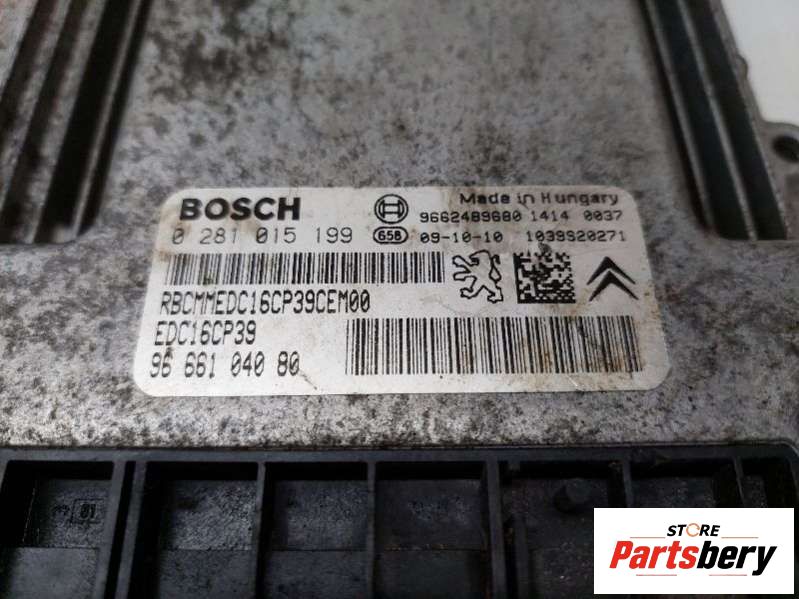 BOSCH
Made in Hungary
9662489680 1414 0037
0 281 015 199
658 09-10-10 1039S20271
RBCMMEDC16CP39CEM00
EDC16CP39
96 661 040 80
STORE
Partsbery